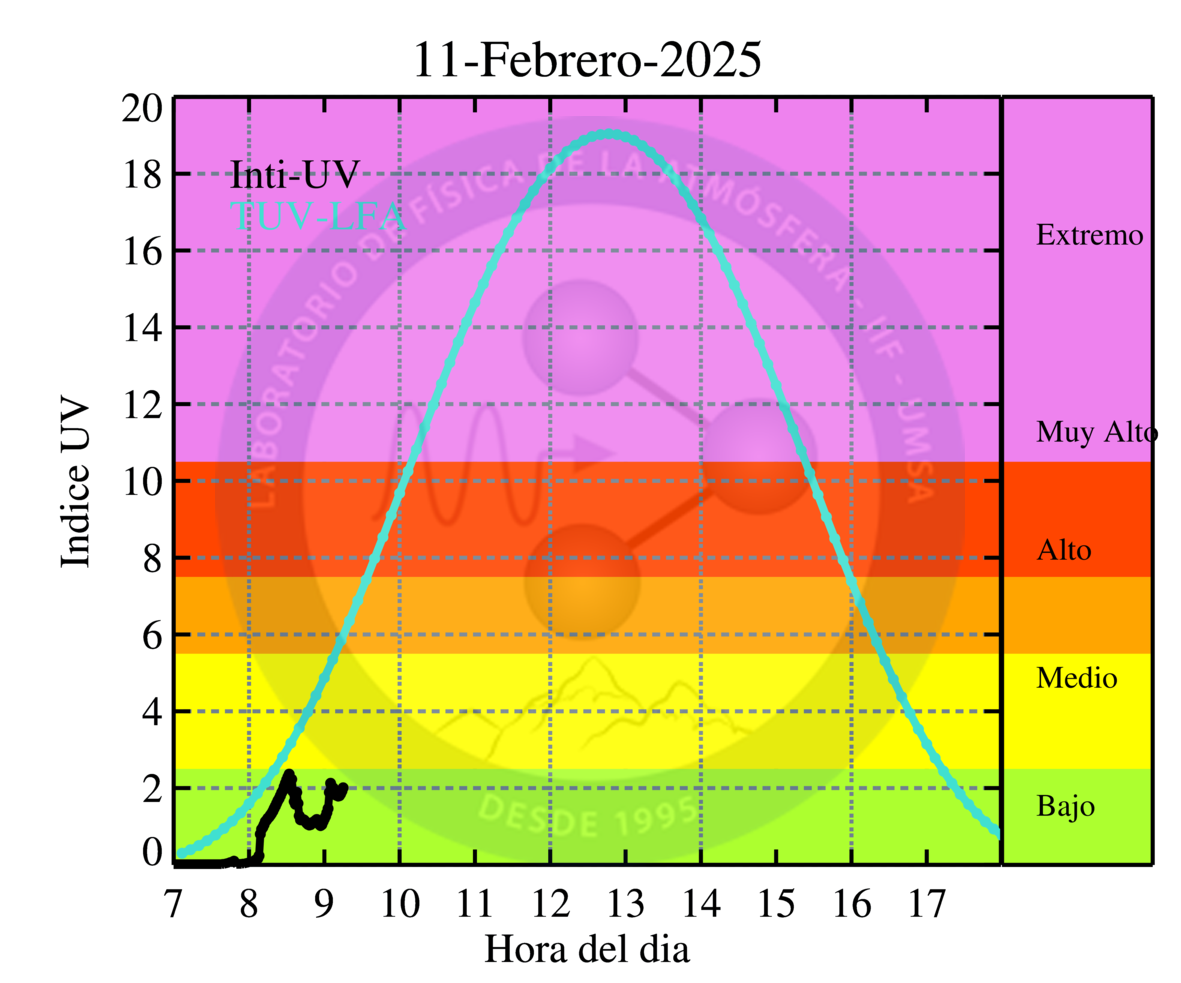 11-Febrero-2025
Inti-UV
TUV-LFA
LABORATORIO DE FÍSICA DE LA ATMÓSFERA - IIF - UMSA
DESDE 1995
Indice UV
20
18
16
14
12
10
8
6
4
2
0
Extremo
Muy Alto
Alto
Medio
Bajo
7 8 9 10 11 12 13 14 15 16 17
Hora del dia